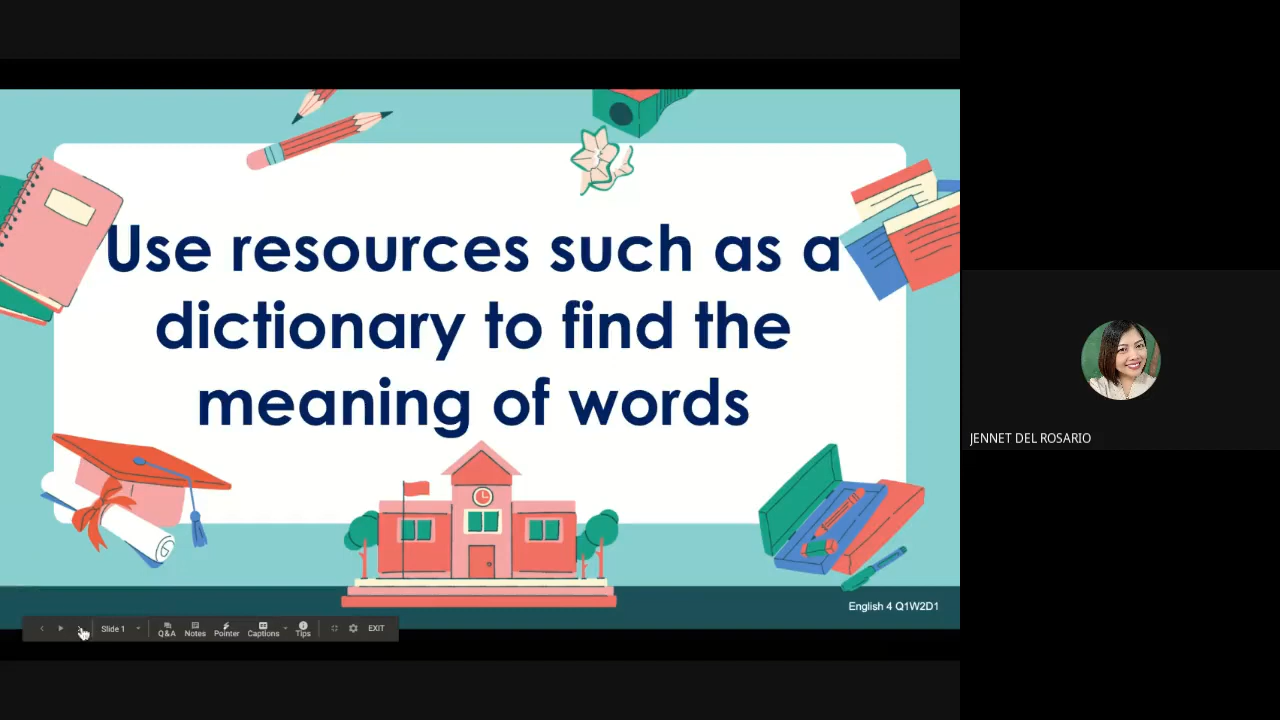 Use resources such as a
dictionary to find the
meaning of words
English 4 Q1W2D1
Slide 1
Q&A
Notes
Pointer
Captions
Tips
EXIT
JENNET DEL ROSARIO